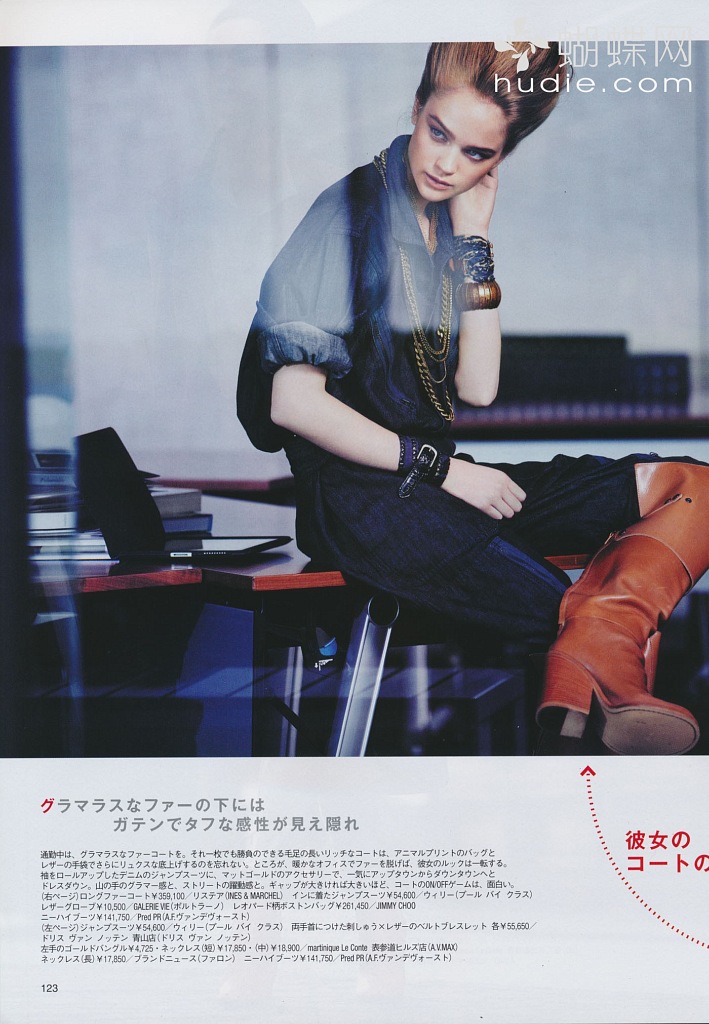 蝴蝶网
hudie.com
グラマラスなファーの下には
ガテンでタフな感性が見え隠れ
彼女の
コートの
通勤中は、グラマラスなファーコートを。それ一枚でも勝負のできる毛足の長いリッチなコートは、アニマルプリントのバッグと
レザーの手袋でさらにリュクスな底上げするのを忘れない。ところが、暖かなオフィスでファーを脱げば、彼女のルックは一転する。
袖をロールアップしたデニムのジャンプスーツに、マットゴールドのアクセサリーで、一気にアップタウンからダウンタウンへと
ドレスダウン。山の手のグラマー感と、ストリートの躍動感と。ギャップが大きければ大きいほど、コートのON/OFFゲームは、面白い。
(右ページ)ロングファーコート¥359,100/リステア(INES & MARCHEL) インに着たジャンプスーツ¥54,600/ウィリー(プール バイ クラス)
レザーグローブ¥10,500/GALERIE VIE(ポルトラーノ) レオパード柄ボストンバッグ¥261,450/JIMMY CHOO
ニーハイブーツ¥141,750/Pred PR(A.F.ヴァンデヴォースト)
(左ページ)ジャンプスーツ¥54,600/ウィリー(プール バイ クラス) 両手首につけた刺しゅう×レザーのベルトブレスレット 各¥55,650/
ドリス ヴァン ノッテン 青山店(ドリス ヴァン ノッテン)
左手のゴールドバングル¥4,725・ネックレス(短)¥17,850・(中)¥18,900/martinique Le Conte 表参道ヒルズ店(A.V.MAX)
ネックレス(長)¥17,850/ブランドニュース(ファロン) ニーハイブーツ¥141,750/Pred PR(A.F.ヴァンデヴォースト)
123